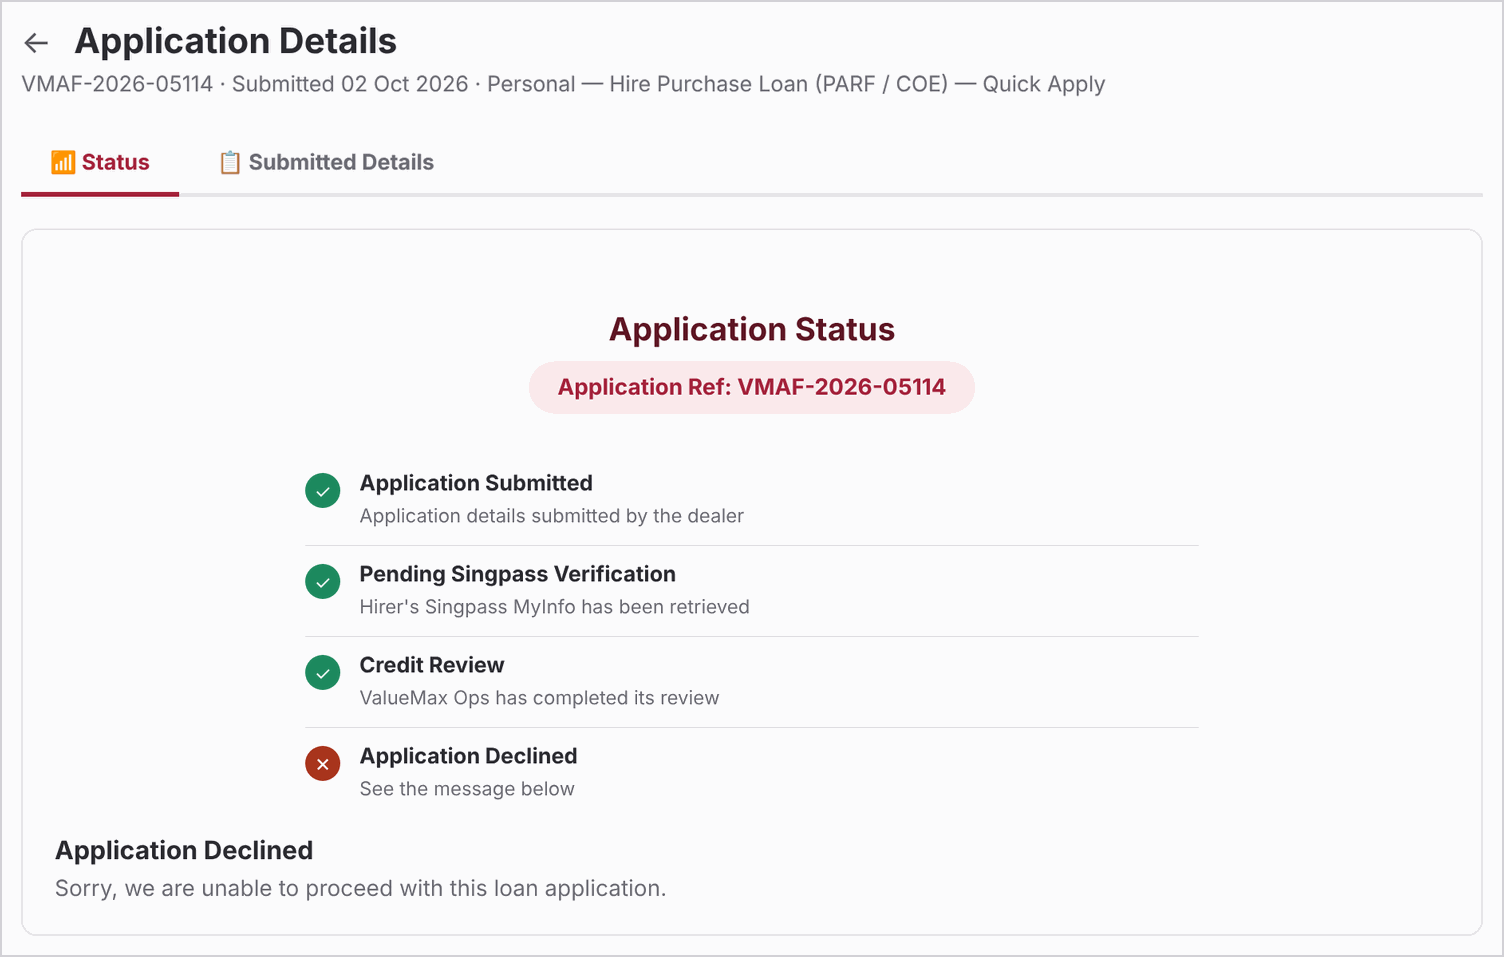 Application Details
VMAF-2026-05114 · Submitted 02 Oct 2026 · Personal — Hire Purchase Loan (PARF / COE) — Quick Apply
Status
Submitted Details
Application Status
Application Ref: VMAF-2026-05114
Application Submitted
Application details submitted by the dealer
Pending Singpass Verification
Hirer's Singpass MyInfo has been retrieved
Credit Review
ValueMax Ops has completed its review
Application Declined
See the message below
Application Declined
Sorry, we are unable to proceed with this loan application.